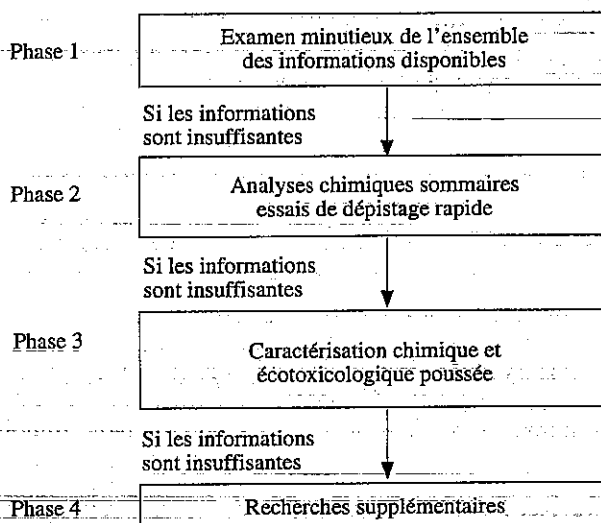 Phase 1
Examen minutieux de l'ensemble
des informations disponibles
Si les informations
sont insuffisantes
Phase 2
Analyses chimiques sommaires
essais de dépistage rapide
Si les informations
sont insuffisantes
Phase 3
Caractérisation chimique et
écotoxicologique poussée
Si les informations
sont insuffisantes
Phase 4
Recherches supplémentaires